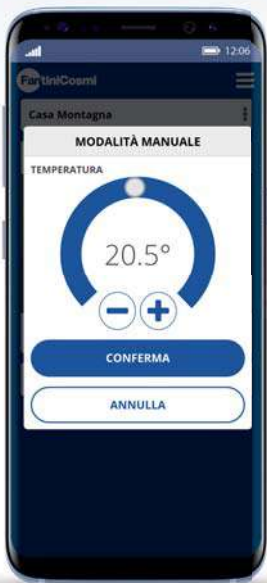 12:06
FantiniCosmi
Casa Montagna
MODALITÀ MANUALE
TEMPERATURA
20.5°
CONFERMA
ANNULLA